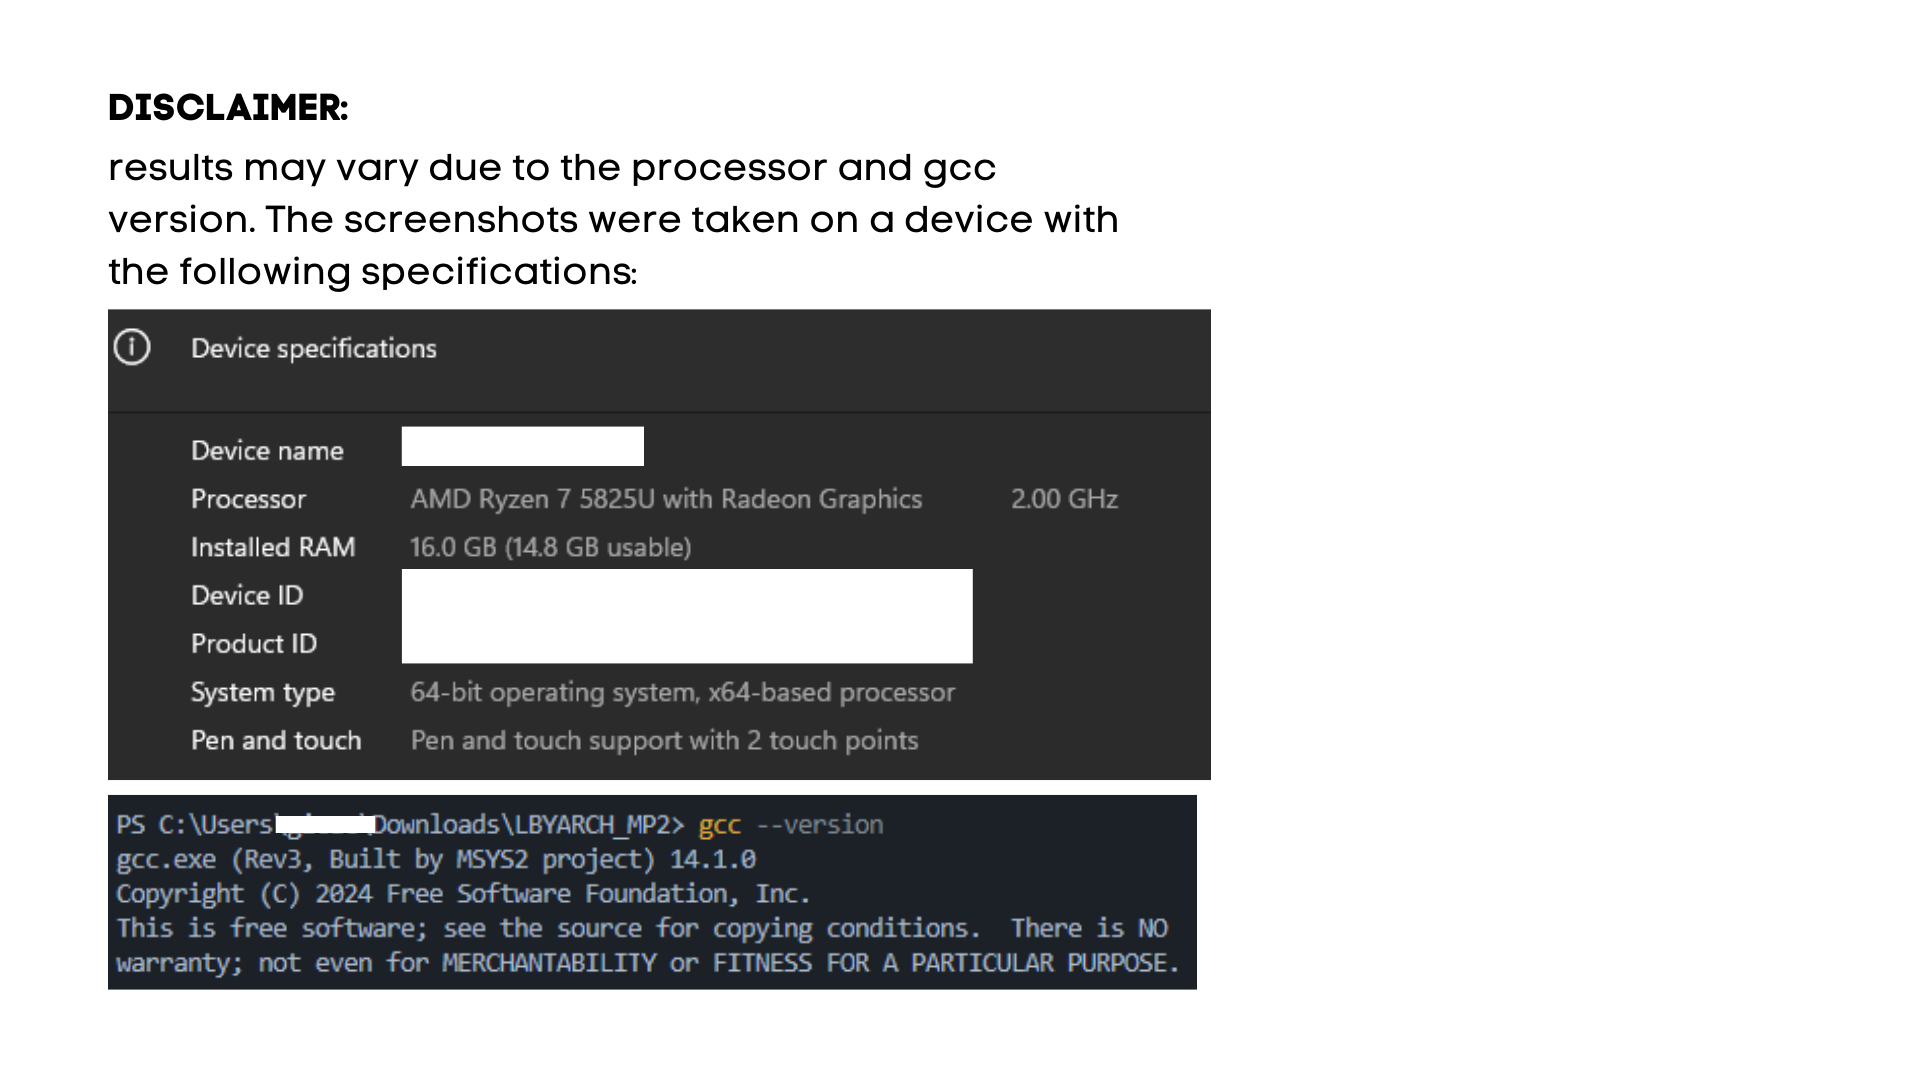 DISCLAIMER:
results may vary due to the processor and gcc
version. The screenshots were taken on a device with
the following specifications:
Device specifications
Device name
Processor AMD Ryzen 7 5825U with Radeon Graphics 2.00 GHz
Installed RAM 16.0 GB (14.8 GB usable)
Device ID
Product ID
System type 64-bit operating system, x64-based processor
Pen and touch Pen and touch support with 2 touch points
PS C:\Users\ \Downloads\LBYARCH_MP2> gcc --version
gcc.exe (Rev3, Built by MSYS2 project) 14.1.0
Copyright (C) 2024 Free Software Foundation, Inc.
This is free software; see the source for copying conditions.  There is NO
warranty; not even for MERCHANTABILITY or FITNESS FOR A PARTICULAR PURPOSE.